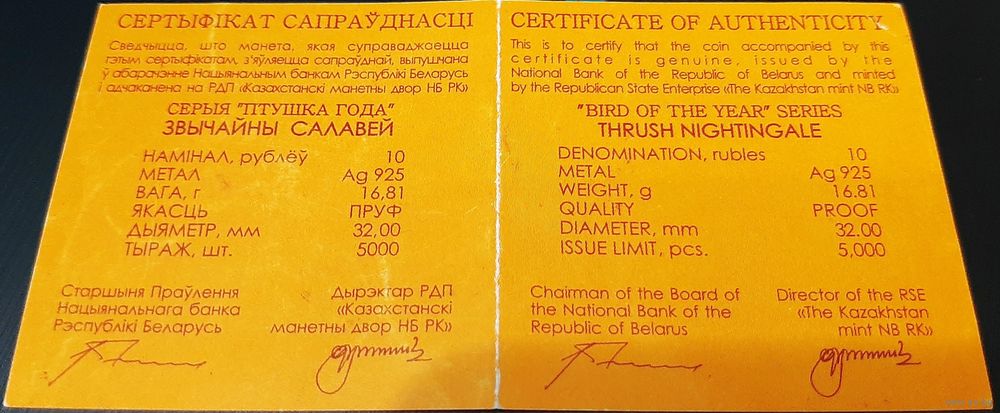 СЕРТЫФІКАТ САПРАЎДНАСЦІ
Сведчыцца, што манета, якая суправаджаецца
гэтым сертыфікатам, з'яўляецца сапраўднай, выпушчана
ў абарачэнне Нацыянальным банкам Рэспублікі Беларусь
і адчаканена на РДП «Казахстанскі манетны двор НБ РК»
СЕРЫЯ "ПТУШКА ГОДА"
ЗВЫЧАЙНЫ САЛАВЕЙ
НАМІНАЛ, рублёў 10
МЕТАЛ Ag 925
ВАГА, г 16,81
ЯКАСЦЬ ПРУФ
ДЫЯМЕТР, мм 32,00
ТЫРАЖ, шт. 5000
Старшыня Праўлення
Нацыянальнага банка
Рэспублікі Беларусь
Дырэктар РДП
«Казахстанскі
манетны двор НБ РК»
CERTIFICATE OF AUTHENTICITY
This is to certify that the coin accompanied by this
certificate is genuine, issued by the
National Bank of the Republic of Belarus and minted
by the Republican State Enterprise «The Kazakhstan mint NB RK»
"BIRD OF THE YEAR" SERIES
THRUSH NIGHTINGALE
DENOMINATION, rubles 10
METAL Ag 925
WEIGHT, g 16.81
QUALITY PROOF
DIAMETER, mm 32.00
ISSUE LIMIT, pcs. 5,000
Chairman of the Board of
the National Bank of the
Republic of Belarus
Director of the RSE
«The Kazakhstan
mint NB RK»